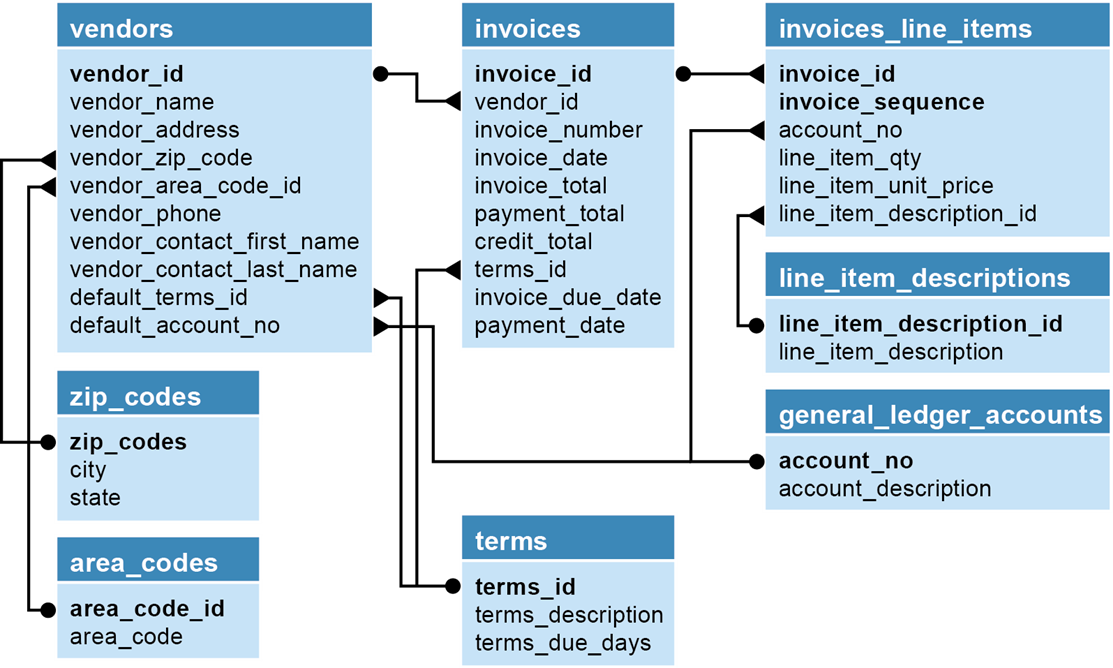 vendors
vendor_id
vendor_name
vendor_address
vendor_zip_code
vendor_area_code_id
vendor_phone
vendor_contact_first_name
vendor_contact_last_name
default_terms_id
default_account_no
invoices
invoice_id
vendor_id
invoice_number
invoice_date
invoice_total
payment_total
credit_total
terms_id
invoice_due_date
payment_date
invoices_line_items
invoice_id
invoice_sequence
account_no
line_item_qty
line_item_unit_price
line_item_description_id
line_item_descriptions
line_item_description_id
line_item_description
zip_codes
zip_codes
city
state
general_ledger_accounts
account_no
account_description
area_codes
area_code_id
area_code
terms
terms_id
terms_description
terms_due_days